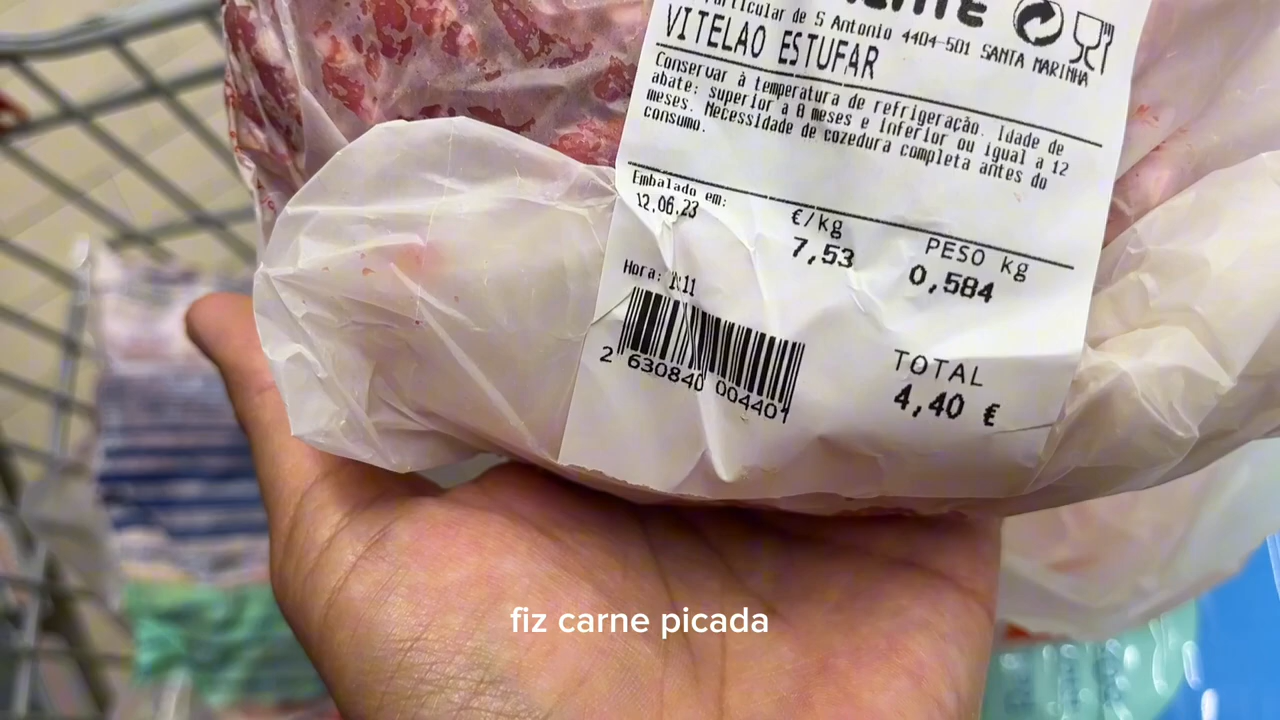 Particular de S Antonio 4404-501 SANTA MARINHA
VITELAO ESTUFAR
Conservar à temperatura de refrigeração. Idade de
abate: superior a 8 meses e inferior ou igual a 12
meses. Necessidade de cozedura completa antes do
consumo.
Embalado em:
12.06.23
€/kg
7,53
PESO kg
0,584
Hora:
2 630840 004401
TOTAL
4,40 €
fiz carne picada